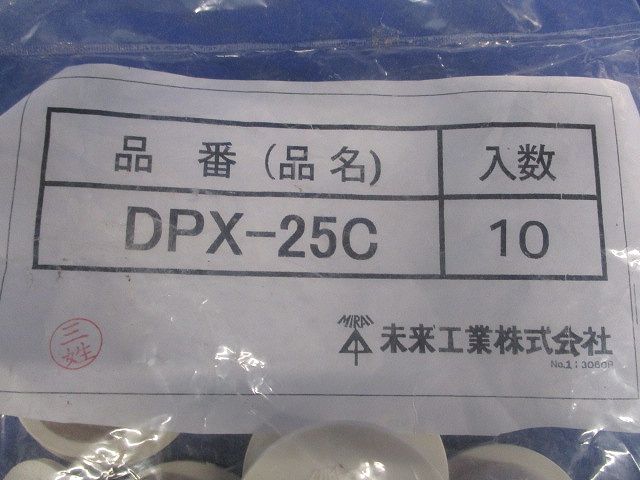 品 番 (品 名) 入数
DPX-25C 10
MIRAI 未来工業株式会社
No.1:3060R